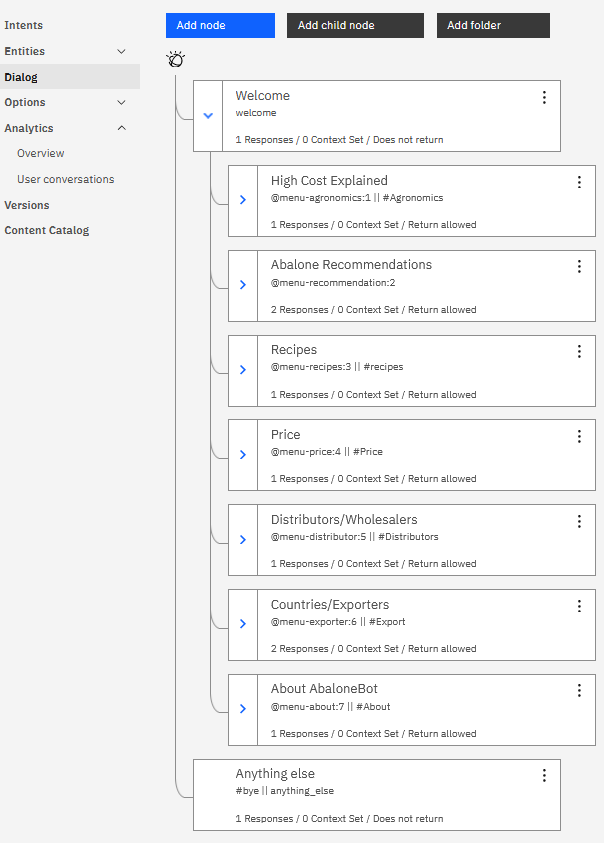 Intents
Entities
Dialog
Options
Analytics
Overview
User conversations
Versions
Content Catalog
Add node
Add child node
Add folder
Welcome
welcome
1 Responses / 0 Context Set / Does not return
High Cost Explained
@menu-agronomics:1 || #Agronomics
1 Responses / 0 Context Set / Return allowed
Abalone Recommendations
@menu-recommendation:2
2 Responses / 0 Context Set / Return allowed
Recipes
@menu-recipes:3 || #recipes
1 Responses / 0 Context Set / Return allowed
Price
@menu-price:4 || #Price
1 Responses / 0 Context Set / Return allowed
Distributors/Wholesalers
@menu-distributor:5 || #Distributors
1 Responses / 0 Context Set / Return allowed
Countries/Exporters
@menu-exporter:6 || #Export
2 Responses / 0 Context Set / Return allowed
About AbaloneBot
@menu-about:7 || #About
1 Responses / 0 Context Set / Return allowed
Anything else
#bye || anything_else
1 Responses / 0 Context Set / Does not return